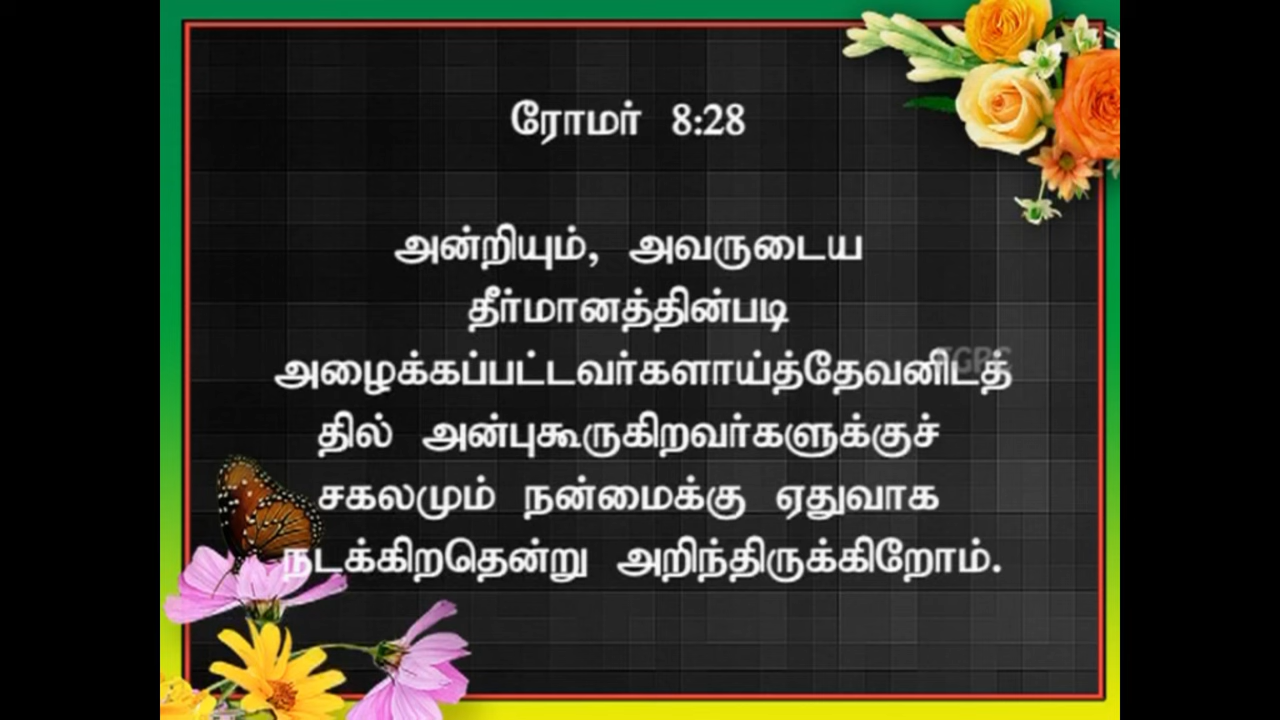 ரோமர் 8:28
அன்றியும், அவருடைய
தீர்மானத்தின்படி
அழைக்கப்பட்டவர்களாய்த்தேவனிடத்
தில் அன்புகூருகிறவர்களுக்குச்
சகலமும் நன்மைக்கு ஏதுவாக
நடக்கிறதென்று அறிந்திருக்கிறோம்.